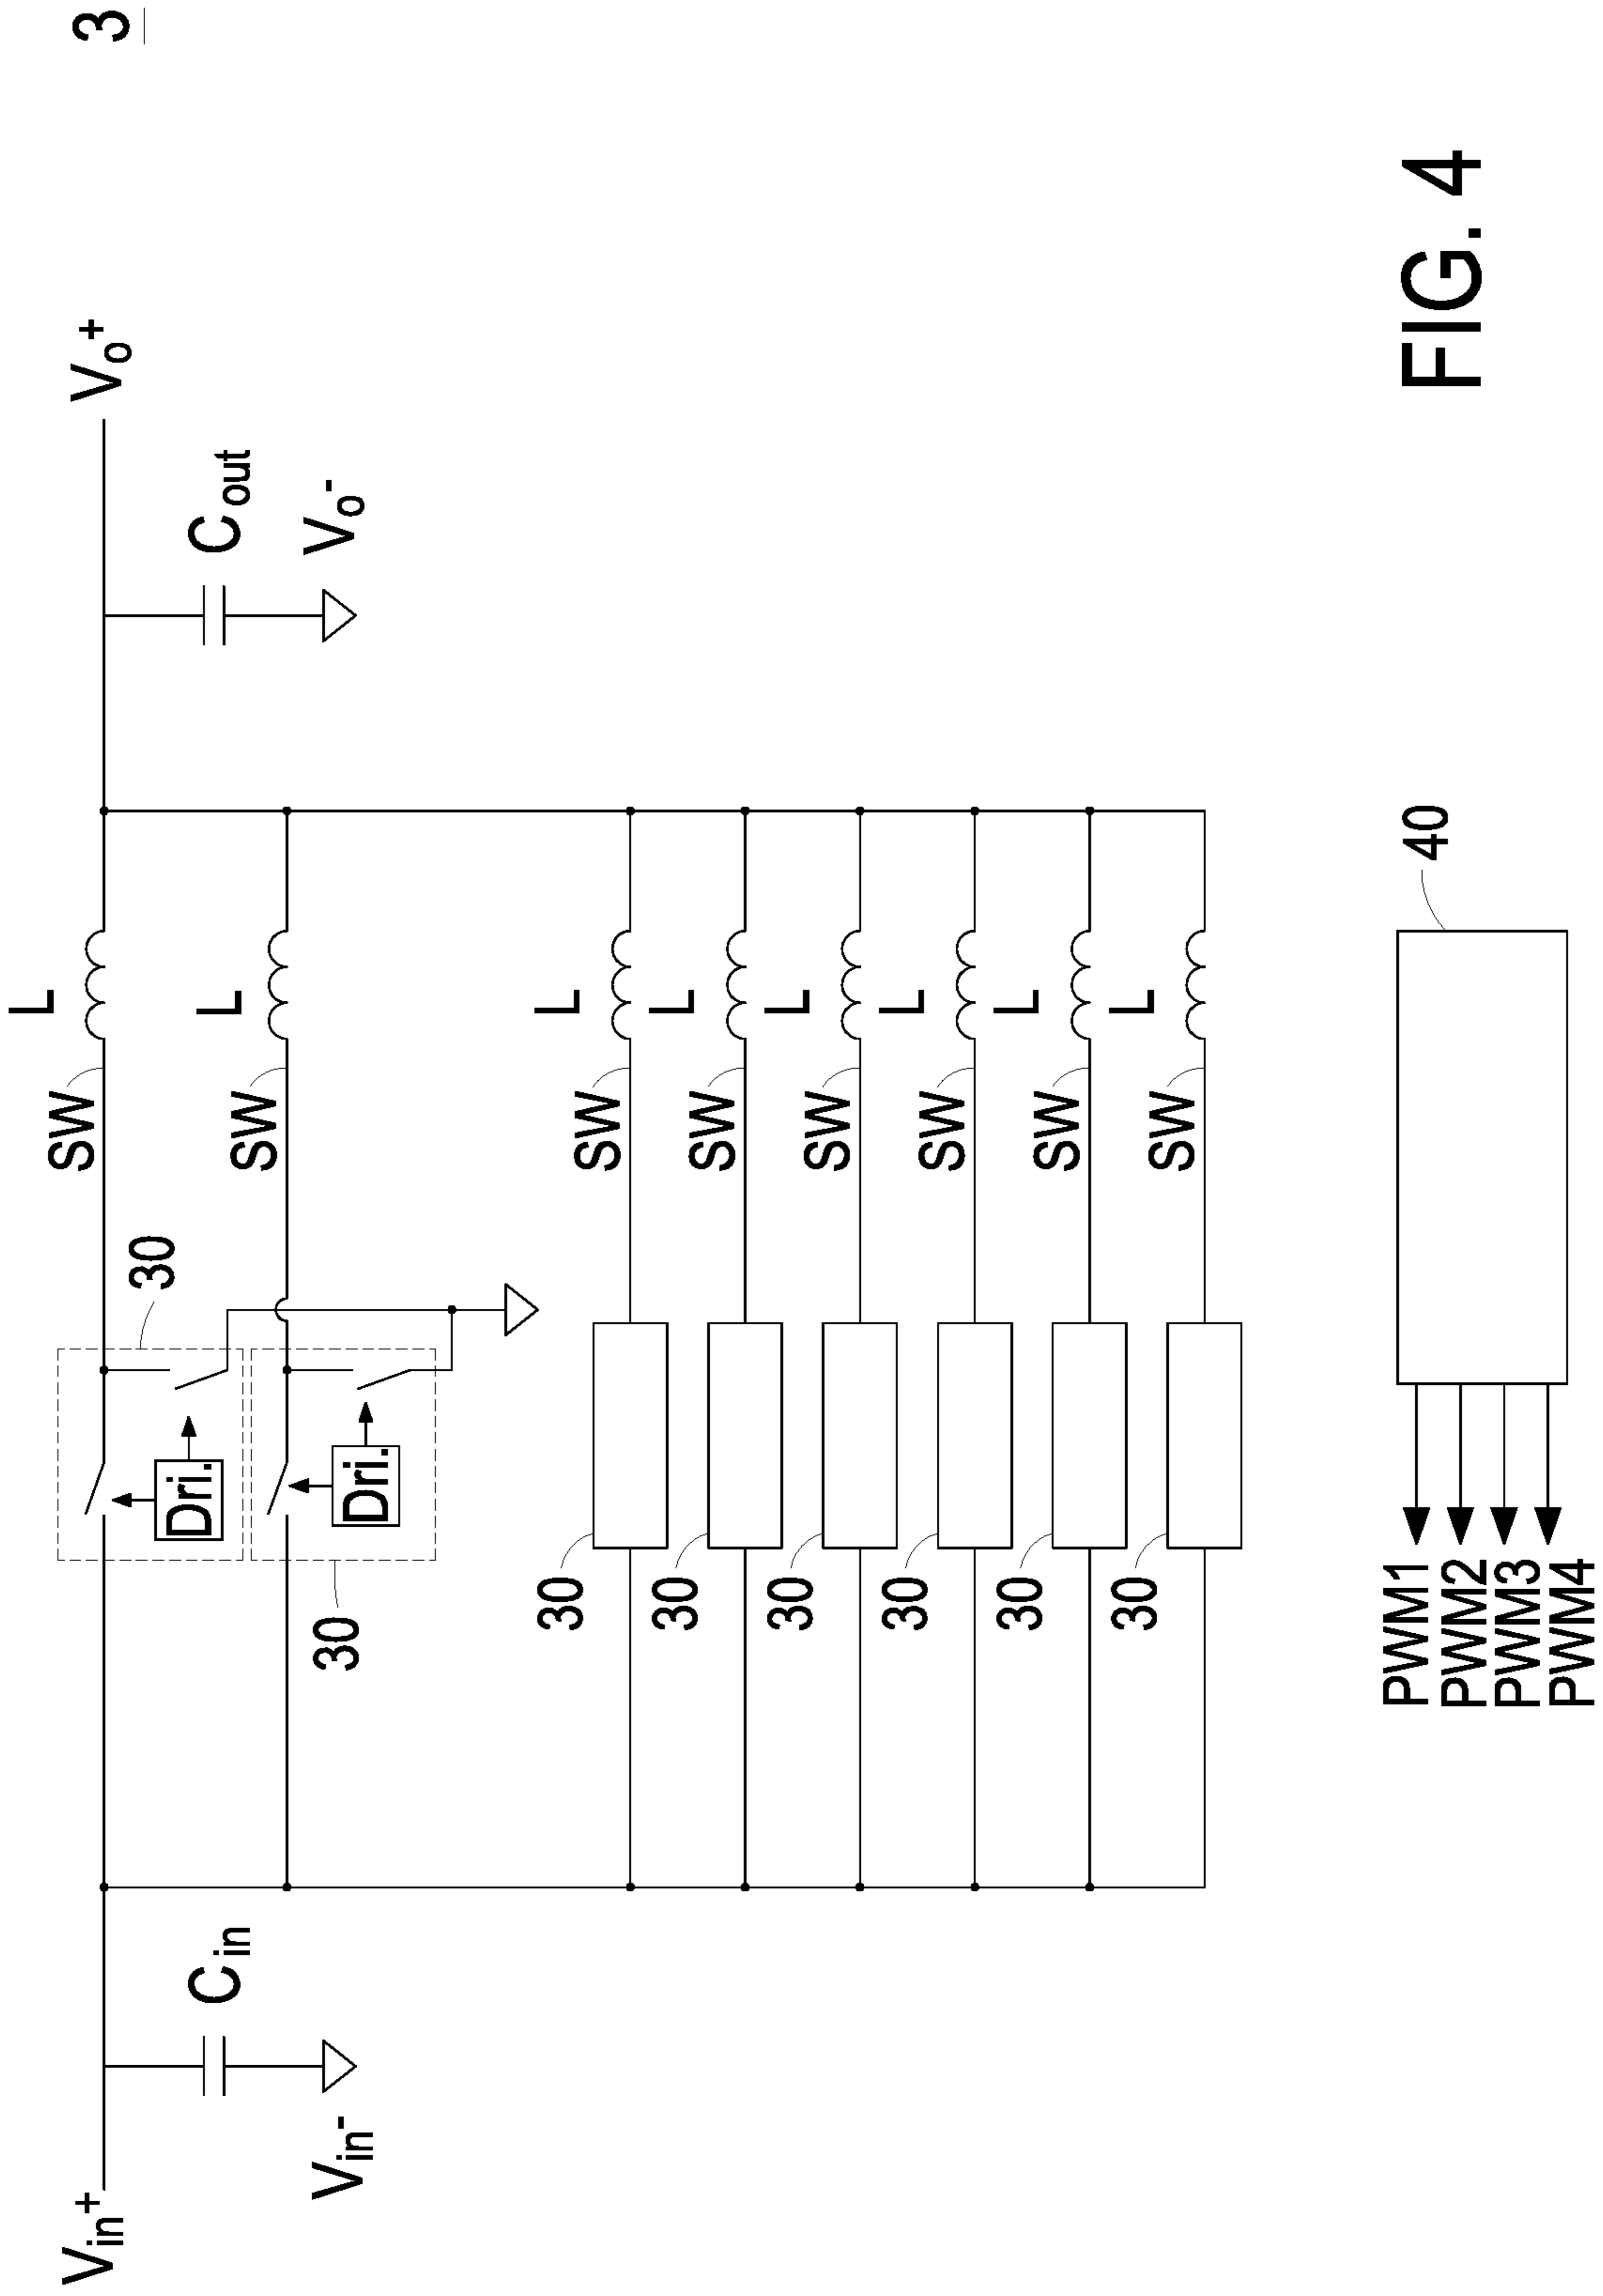 3
Vin+
Vo+
L
SW
30
Cin
Cout
Dri.
Vin-
Vo-
L
SW
30
Dri.
30
SW
L
30
SW
L
30
SW
L
30
SW
L
30
SW
L
30
SW
L
PWM1
PWM2
PWM3
PWM4
40
FIG. 4